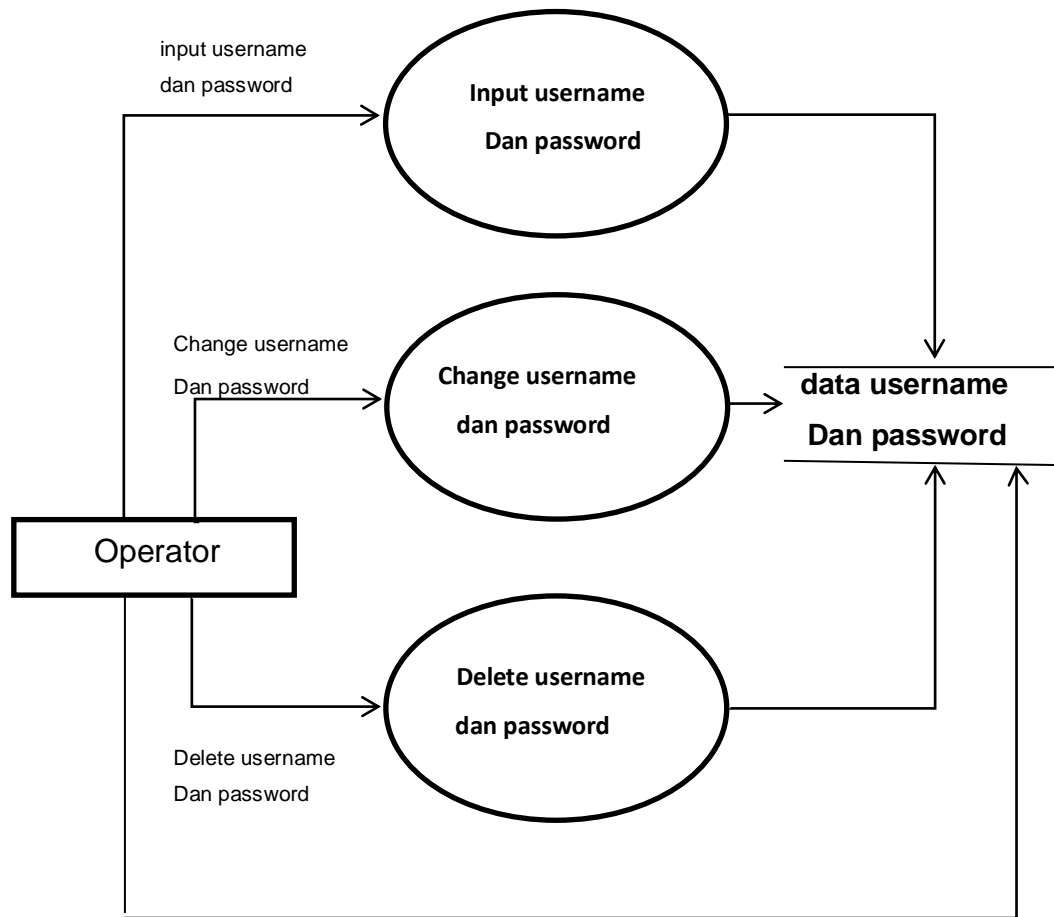 input username
dan password
Input username
Dan password
Change username
Dan password
Change username
dan password
data username
Dan password
Operator
Delete username
dan password
Delete username
Dan password